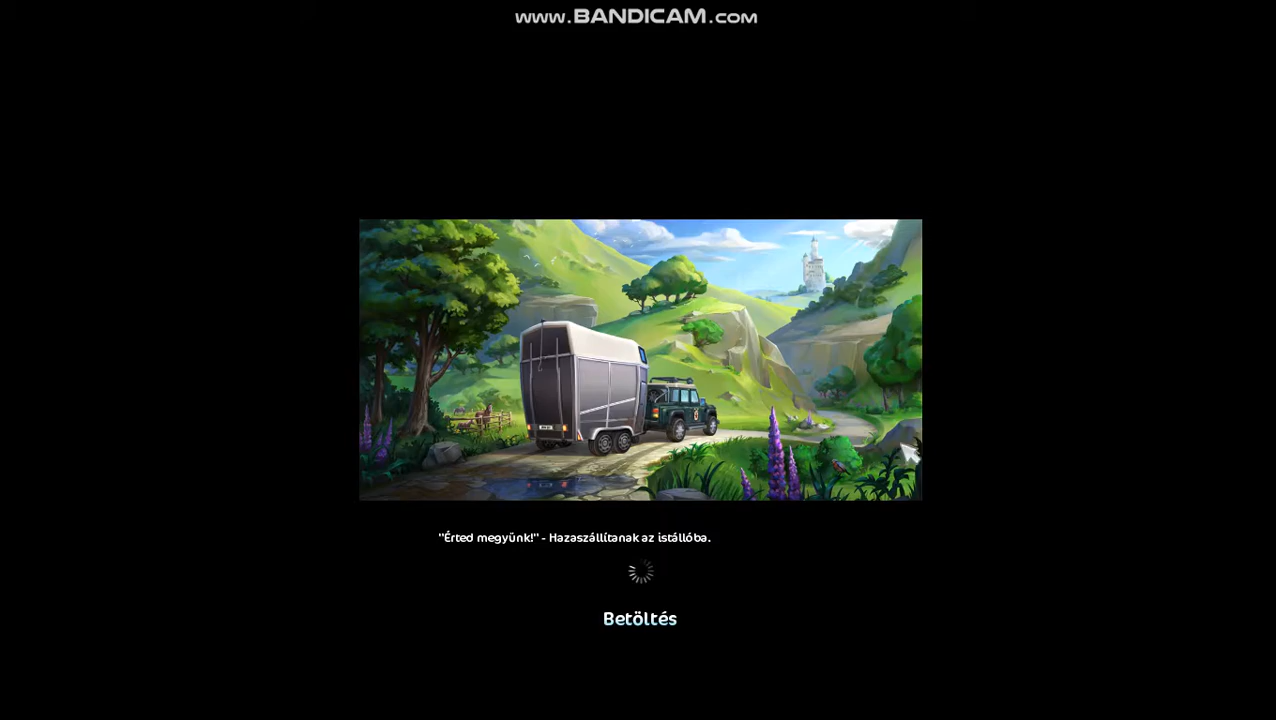 www.BANDICAM.com
"Érted megyünk!" - Hazaszállítanak az istállóba.
Betöltés